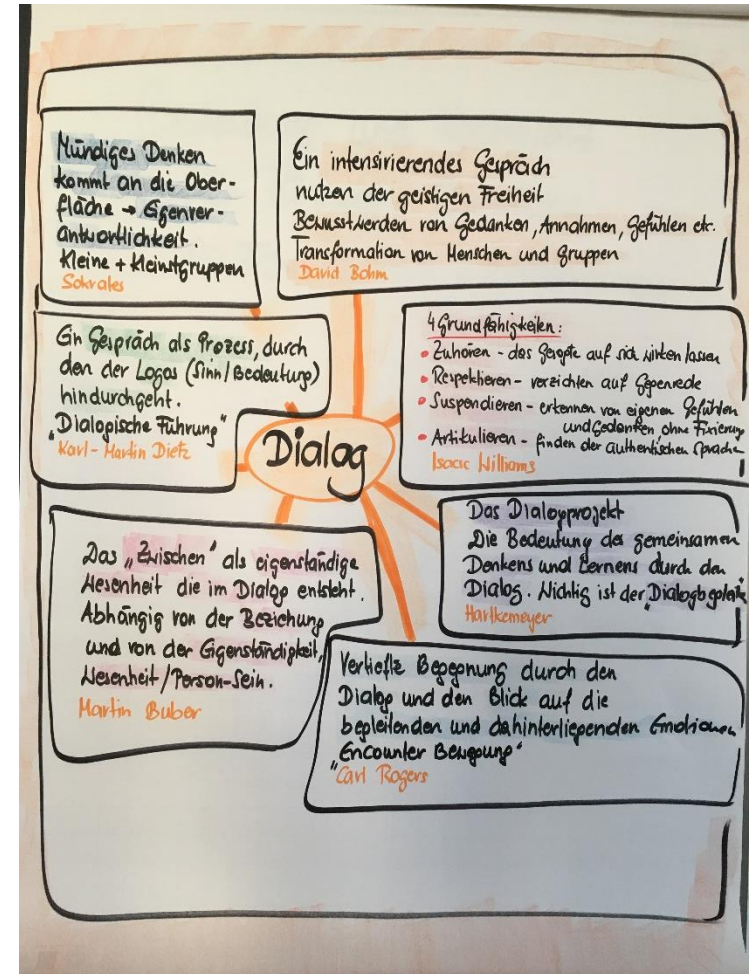 Mündiges Denken
kommt an die Ober-
fläche → Eigenver-
antwortlichkeit.
Kleine + Kleinstgruppen
Sokrates
Ein intensivierendes Gespräch
nutzen der geistigen Freiheit
Bewusstwerden von Gedanken, Annahmen, Gefühlen etc.
Transformation von Menschen und Gruppen
David Bohm
Ein Gespräch als Prozess, durch
den der Logos (Sinn/Bedeutung)
hindurchgeht.
"Dialogische Führung"
Karl-Martin Dietz
4 Grundfähigkeiten:
• Zuhören - das Gesagte auf sich wirken lassen
• Respektieren - verzichten auf Gegenrede
• Suspendieren - erkennen von eigenen Gefühlen
und Gedanken ohne Fixierung
• Artikulieren - finden der authentischen Sprache
Isaac Williams
Dialog
Das Dialogprojekt
Die Bedeutung des gemeinsamen
Denkens und Lernens durch den
Dialog. Wichtig ist der "Dialogbegleiter"
Hartkemeyer
Das "Zwischen" als eigenständige
Wesenheit die im Dialog entsteht.
Abhängig von der Beziehung
und von der Eigenständigkeit,
Wesenheit/Person-Sein.
Martin Buber
Vertiefte Begegnung durch den
Dialog und den Blick auf die
begleitenden und dahinterliegenden Emotionen
"Encounter Bewegung"
Carl Rogers